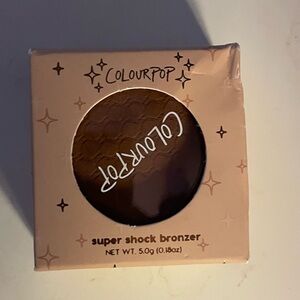 COLOURPOP
COLOURPOP
super shock bronzer
NET WT. 5.0g (0.18oz)